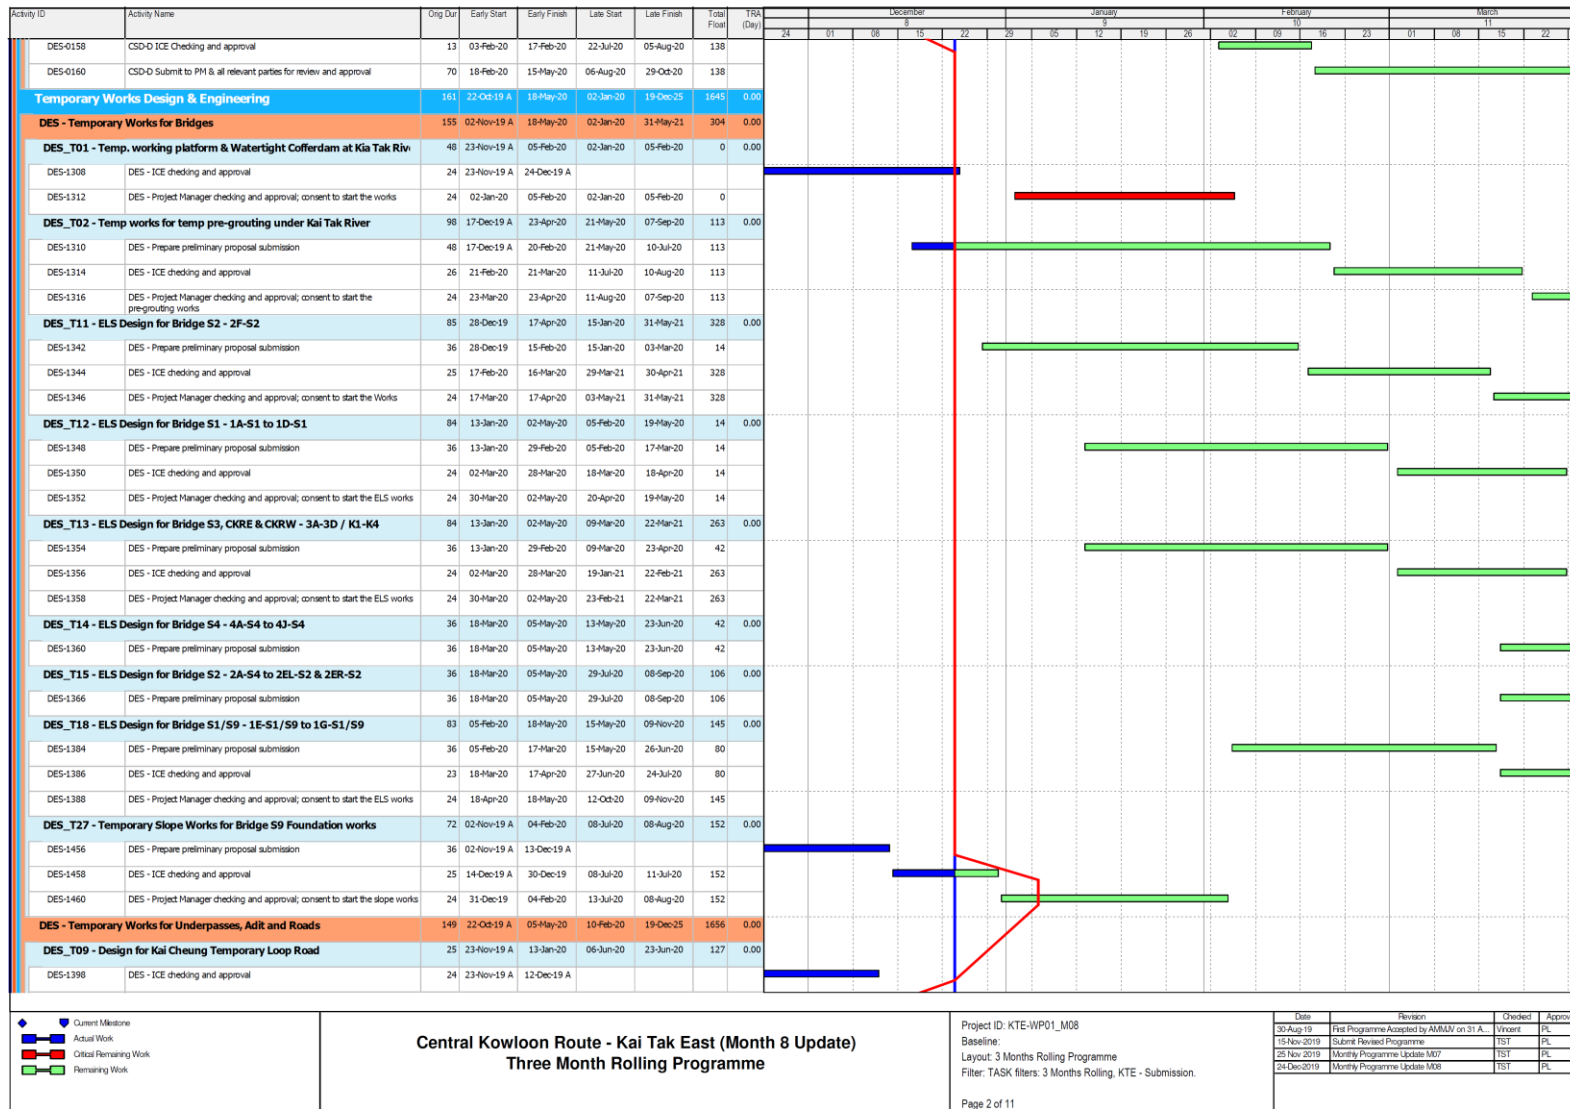 Activity ID Activity Name Orig Dur Early Start Early Finish Late Start Late Finish Total Float TRA (Day) December January February March
8 9 10 11
24 01 08 15 22 29 05 12 19 26 02 09 16 23 01 08 15 22
DES-0158 CSD-D ICE Checking and approval 13 03-Feb-20 17-Feb-20 22-Jul-20 05-Aug-20 138
DES-0160 CSD-D Submit to PM & all relevant parties for review and approval 70 18-Feb-20 15-May-20 06-Aug-20 29-Oct-20 138
Temporary Works Design & Engineering 161 22-Oct-19 A 18-May-20 02-Jan-20 19-Dec-25 1645 0.00
DES - Temporary Works for Bridges 155 02-Nov-19 A 18-May-20 02-Jan-20 31-May-21 304 0.00
DES_T01 - Temp. working platform & Watertight Cofferdam at Kia Tak Riv 48 23-Nov-19 A 05-Feb-20 02-Jan-20 05-Feb-20 0 0.00
DES-1308 DES - ICE checking and approval 24 23-Nov-19 A 24-Dec-19 A
DES-1312 DES - Project Manager checking and approval; consent to start the works 24 02-Jan-20 05-Feb-20 02-Jan-20 05-Feb-20 0
DES_T02 - Temp works for temp pre-grouting under Kai Tak River 98 17-Dec-19 A 23-Apr-20 21-May-20 07-Sep-20 113 0.00
DES-1310 DES - Prepare preliminary proposal submission 48 17-Dec-19 A 20-Feb-20 21-May-20 10-Jul-20 113
DES-1314 DES - ICE checking and approval 26 21-Feb-20 21-Mar-20 11-Jul-20 10-Aug-20 113
DES-1316 DES - Project Manager checking and approval; consent to start the 24 23-Mar-20 23-Apr-20 11-Aug-20 07-Sep-20 113
pre-grouting works
DES_T11 - ELS Design for Bridge S2 - 2F-S2 85 28-Dec-19 17-Apr-20 15-Jan-20 31-May-21 328 0.00
DES-1342 DES - Prepare preliminary proposal submission 36 28-Dec-19 15-Feb-20 15-Jan-20 03-Mar-20 14
DES-1344 DES - ICE checking and approval 25 17-Feb-20 16-Mar-20 29-Mar-21 30-Apr-21 328
DES-1346 DES - Project Manager checking and approval; consent to start the Works 24 17-Mar-20 17-Apr-20 03-May-21 31-May-21 328
DES_T12 - ELS Design for Bridge S1 - 1A-S1 to 1D-S1 84 13-Jan-20 02-May-20 05-Feb-20 19-May-20 14 0.00
DES-1348 DES - Prepare preliminary proposal submission 36 13-Jan-20 29-Feb-20 05-Feb-20 17-Mar-20 14
DES-1350 DES - ICE checking and approval 24 02-Mar-20 28-Mar-20 18-Mar-20 18-Apr-20 14
DES-1352 DES - Project Manager checking and approval; consent to start the ELS works 24 30-Mar-20 02-May-20 20-Apr-20 19-May-20 14
DES_T13 - ELS Design for Bridge S3, CKRE & CKRW - 3A-3D / K1-K4 84 13-Jan-20 02-May-20 09-Mar-20 22-Mar-21 263 0.00
DES-1354 DES - Prepare preliminary proposal submission 36 13-Jan-20 29-Feb-20 09-Mar-20 23-Apr-20 42
DES-1356 DES - ICE checking and approval 24 02-Mar-20 28-Mar-20 19-Jan-21 22-Feb-21 263
DES-1358 DES - Project Manager checking and approval; consent to start the ELS works 24 30-Mar-20 02-May-20 23-Feb-21 22-Mar-21 263
DES_T14 - ELS Design for Bridge S4 - 4A-S4 to 4J-S4 36 18-Mar-20 05-May-20 13-May-20 23-Jun-20 42 0.00
DES-1360 DES - Prepare preliminary proposal submission 36 18-Mar-20 05-May-20 13-May-20 23-Jun-20 42
DES_T15 - ELS Design for Bridge S2 - 2A-S4 to 2EL-S2 & 2ER-S2 36 18-Mar-20 05-May-20 29-Jul-20 08-Sep-20 106 0.00
DES-1366 DES - Prepare preliminary proposal submission 36 18-Mar-20 05-May-20 29-Jul-20 08-Sep-20 106
DES_T18 - ELS Design for Bridge S1/S9 - 1E-S1/S9 to 1G-S1/S9 83 05-Feb-20 18-May-20 15-May-20 09-Nov-20 145 0.00
DES-1384 DES - Prepare preliminary proposal submission 36 05-Feb-20 17-Mar-20 15-May-20 26-Jun-20 80
DES-1386 DES - ICE checking and approval 23 18-Mar-20 17-Apr-20 27-Jun-20 24-Jul-20 80
DES-1388 DES - Project Manager checking and approval; consent to start the ELS works 24 18-Apr-20 18-May-20 12-Oct-20 09-Nov-20 145
DES_T27 - Temporary Slope Works for Bridge S9 Foundation works 72 02-Nov-19 A 04-Feb-20 08-Jul-20 08-Aug-20 152 0.00
DES-1456 DES - Prepare preliminary proposal submission 36 02-Nov-19 A 13-Dec-19 A
DES-1458 DES - ICE checking and approval 25 14-Dec-19 A 30-Dec-19 08-Jul-20 11-Jul-20 152
DES-1460 DES - Project Manager checking and approval; consent to start the slope works 24 31-Dec-19 04-Feb-20 13-Jul-20 08-Aug-20 152
DES - Temporary Works for Underpasses, Adit and Roads 149 22-Oct-19 A 05-May-20 10-Feb-20 19-Dec-25 1656 0.00
DES_T09 - Design for Kai Cheung Temporary Loop Road 25 23-Nov-19 A 13-Jan-20 06-Jun-20 23-Jun-20 127 0.00
DES-1398 DES - ICE checking and approval 24 23-Nov-19 A 12-Dec-19 A
Current Milestone
Actual Work
Critical Remaining Work
Remaining Work
Central Kowloon Route - Kai Tak East (Month 8 Update)
Three Month Rolling Programme
Project ID: KTE-WP01_M08
Baseline:
Layout: 3 Months Rolling Programme
Filter: TASK filters: 3 Months Rolling, KTE - Submission.
Page 2 of 11
Date Revision Checked Approv
30-Aug-19 First Programme Accepted by AMMJV on 31 A... Vincent PL
15-Nov-2019 Submit Revised Programme TST PL
25 Nov 2019 Monthly Programme Update M07 TST PL
24-Dec-2019 Monthly Programme Update M08 TST PL